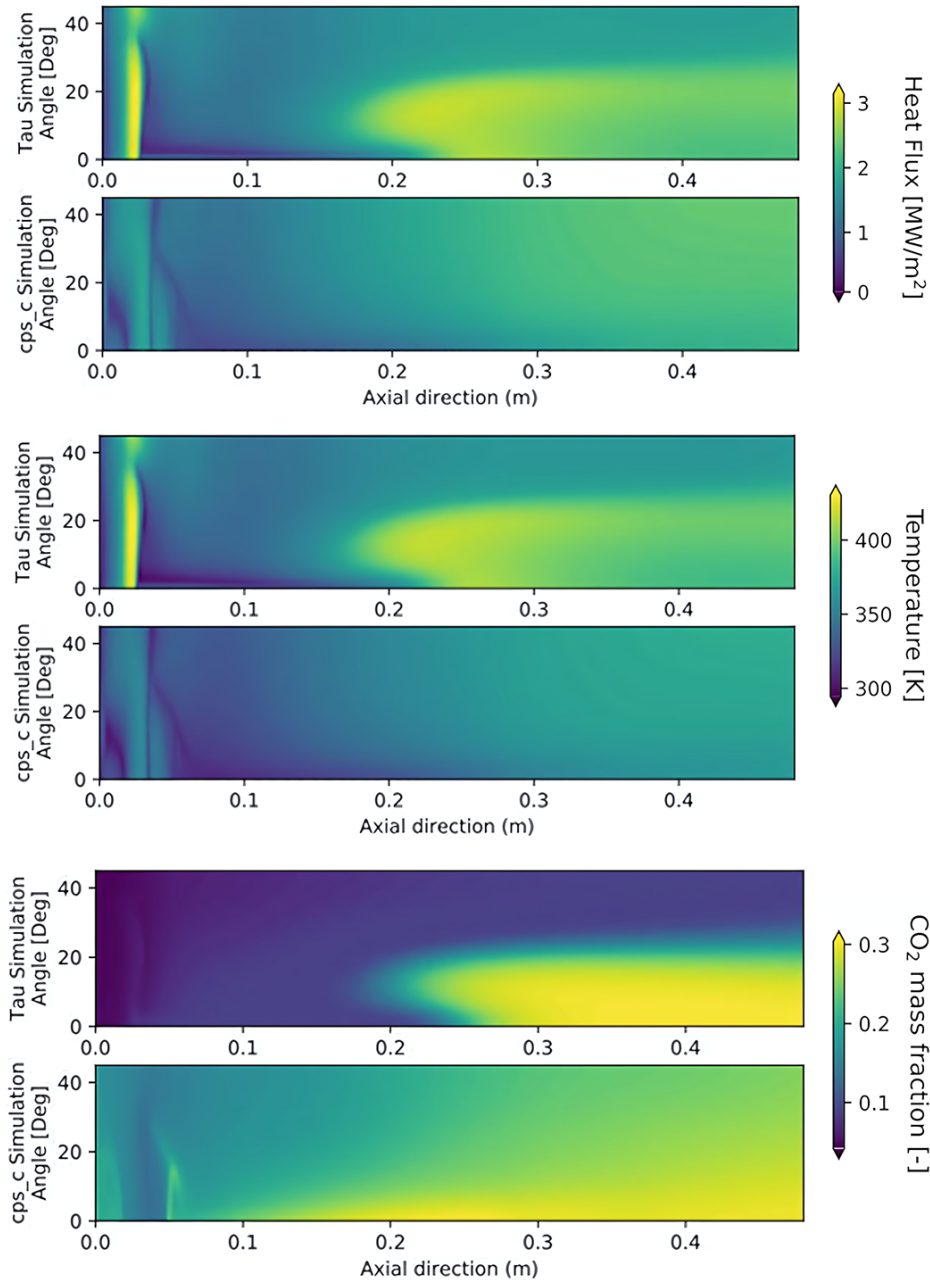 Tau Simulation
Angle [Deg]
40
20
0
0.0 0.1 0.2 0.3 0.4
cps_c Simulation
Angle [Deg]
40
20
0
0.0 0.1 0.2 0.3 0.4
Axial direction (m)
3
2
1
0
Heat Flux [MW/m²]
Tau Simulation
Angle [Deg]
40
20
0
0.0 0.1 0.2 0.3 0.4
cps_c Simulation
Angle [Deg]
40
20
0
0.0 0.1 0.2 0.3 0.4
Axial direction (m)
400
350
300
Temperature [K]
Tau Simulation
Angle [Deg]
40
20
0
0.0 0.1 0.2 0.3 0.4
cps_c Simulation
Angle [Deg]
40
20
0
0.0 0.1 0.2 0.3 0.4
Axial direction (m)
0.3
0.2
0.1
CO₂ mass fraction [-]